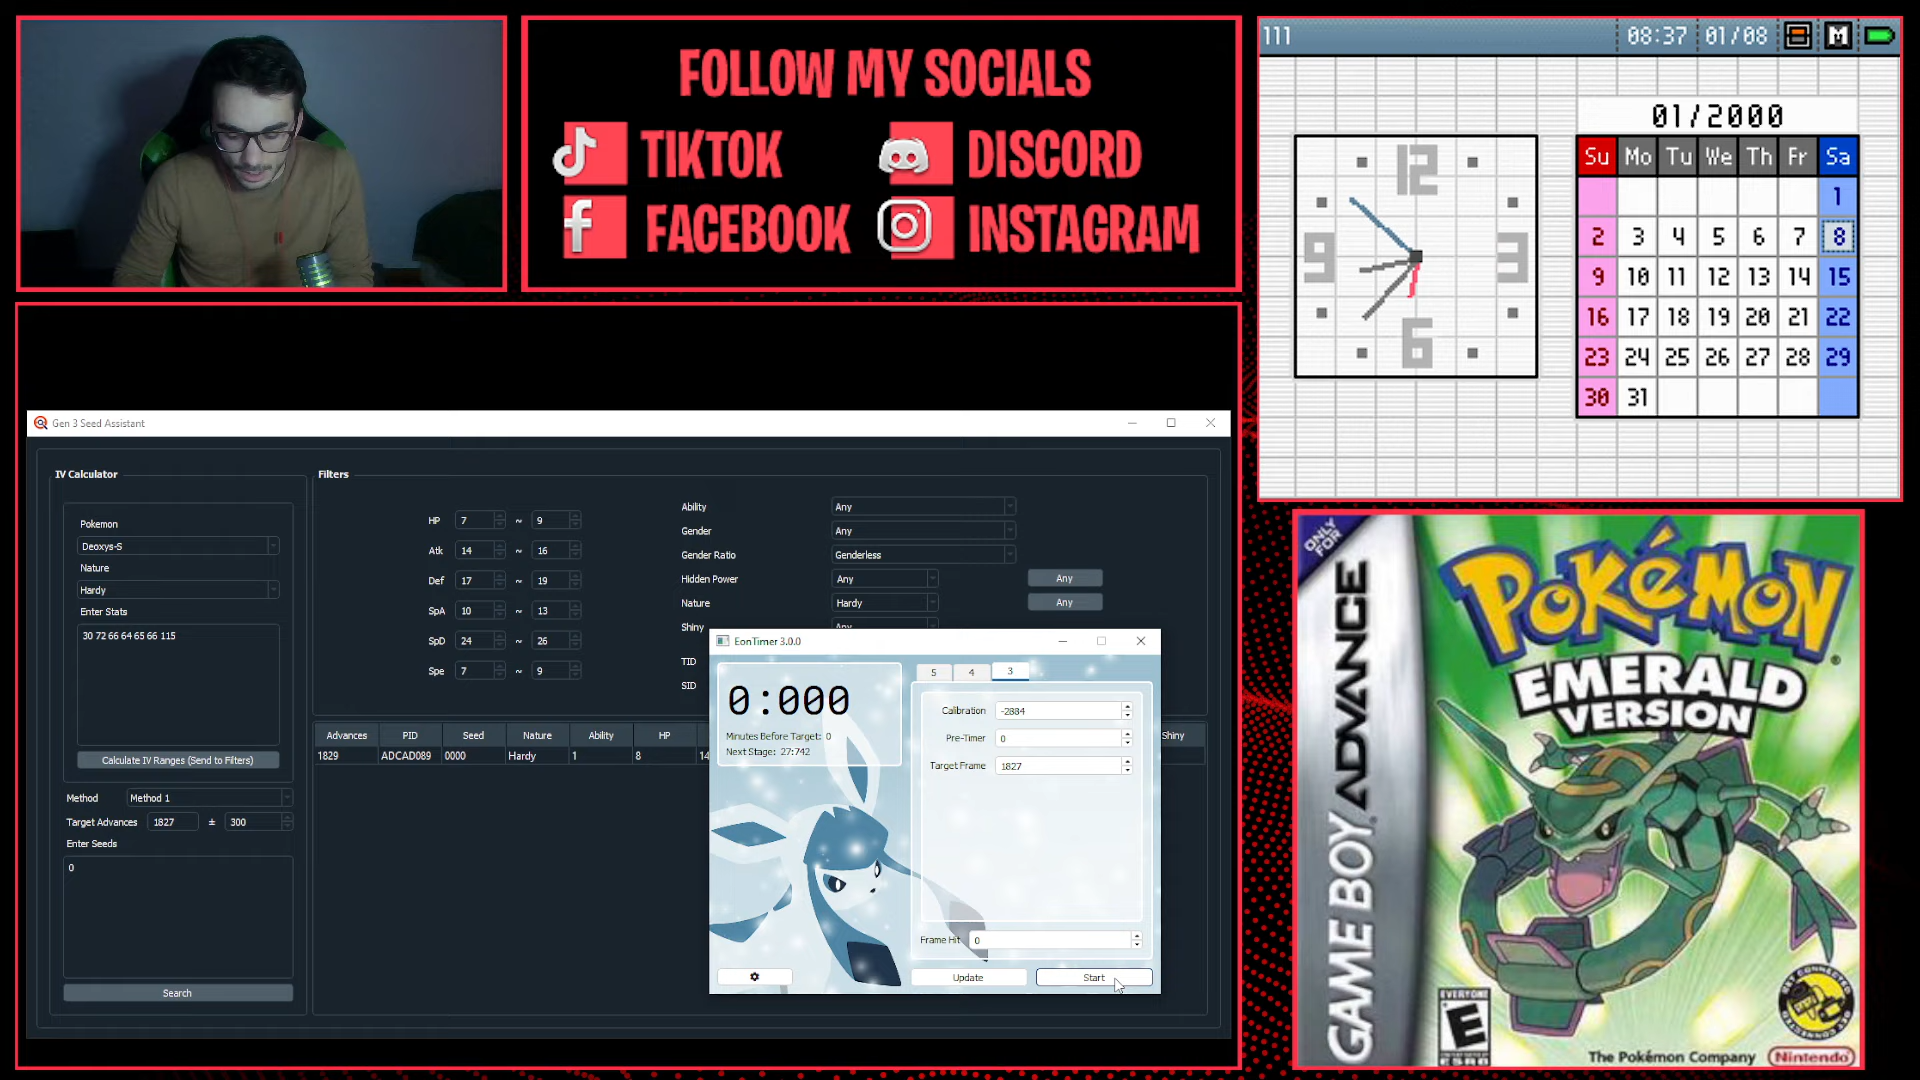 FOLLOW MY SOCIALS
TIKTOK
DISCORD
FACEBOOK
INSTAGRAM
111
08:37
01/08
M
12
9
3
6
01/2000
Su Mo Tu We Th Fr Sa
1
2 3 4 5 6 7 8
9 10 11 12 13 14 15
16 17 18 19 20 21 22
23 24 25 26 27 28 29
30 31
Gen 3 Seed Assistant
IV Calculator
Pokemon
Deoxys-S
Nature
Hardy
Enter Stats
30 72 66 64 65 66 115
Calculate IV Ranges (Send to Filters)
Method Method 1
Target Advances 1827 ± 300
Enter Seeds
0
Search
Filters
HP 7 ~ 9
Atk 14 ~ 16
Def 17 ~ 19
SpA 10 ~ 13
SpD 24 ~ 26
Spe 7 ~ 9
Ability Any
Gender Any
Gender Ratio Genderless
Hidden Power Any Any
Nature Hardy Any
Shiny Any
TID
SID
Advances PID Seed Nature Ability HP Shiny
1829 ADCAD089 0000 Hardy 1 8 14
EonTimer 3.0.0
0:000
Minutes Before Target: 0
Next Stage: 27:742
5 4 3
Calibration -2884
Pre-Timer 0
Target Frame 1827
Frame Hit 0
Update
Start
ONLY FOR
GAME BOY ADVANCE
POKéMON
EMERALD
VERSION
EVERYONE
E
ESRB
The Pokémon Company
Nintendo